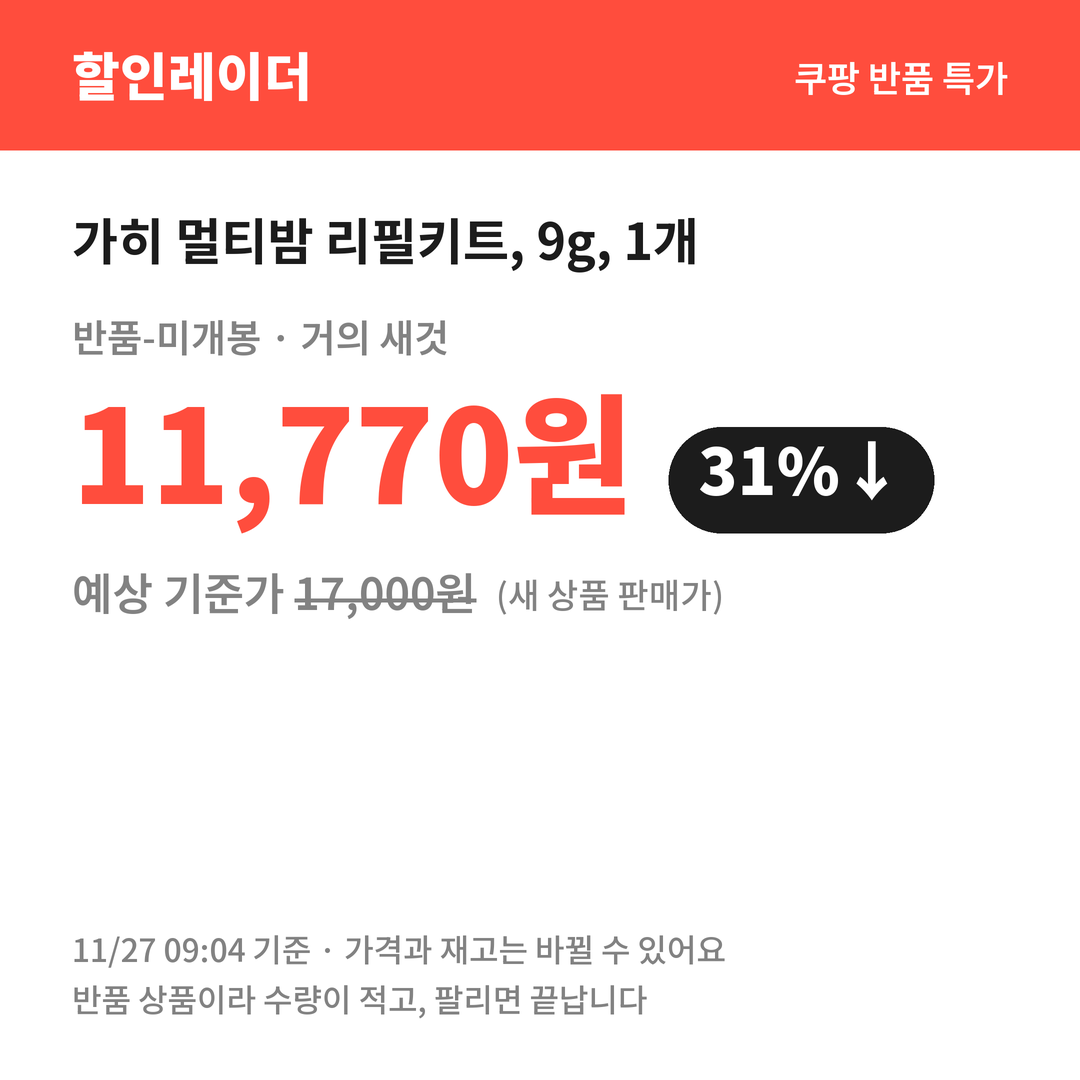 할인레이더
쿠팡 반품 특가
가히 멀티밤 리필키트, 9g, 1개
반품-미개봉 · 거의 새것
11,770원 31%↓
예상 기준가 17,000원 (새 상품 판매가)
11/27 09:04 기준 · 가격과 재고는 바뀔 수 있어요
반품 상품이라 수량이 적고, 팔리면 끝납니다